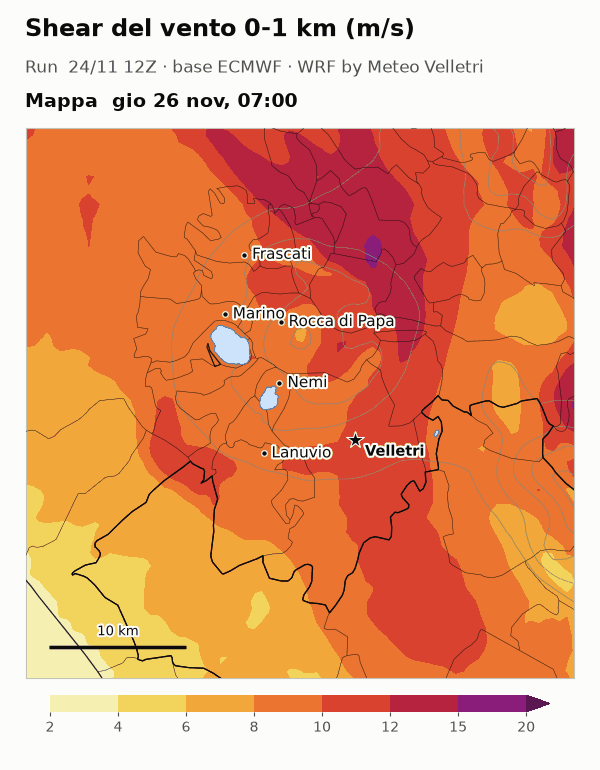 Shear del vento 0-1 km (m/s)
Run  24/11 12Z · base ECMWF · WRF by Meteo Velletri
Mappa  gio 26 nov, 07:00
Frascati
Marino
Rocca di Papa
Nemi
Velletri
Lanuvio
10 km
2 4 6 8 10 12 15 20